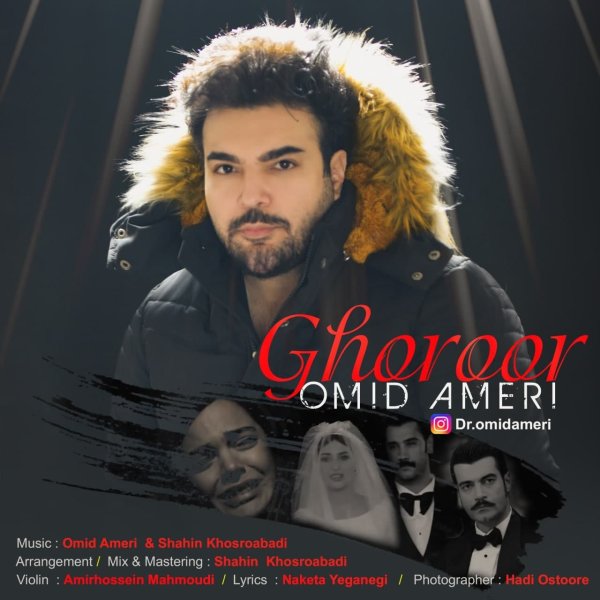 Ghoroor
OMID AMERI
Dr.omidameri
Music : Omid Ameri & Shahin Khosroabadi
Arrangement / Mix & Mastering : Shahin Khosroabadi
Violin : Amirhossein Mahmoudi / Lyrics : Naketa Yeganegi / Photographer : Hadi Ostoore